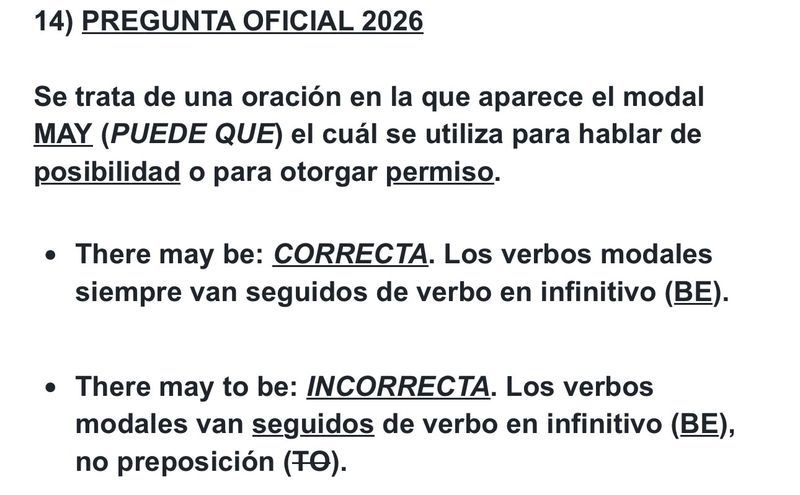 14) PREGUNTA OFICIAL 2026
Se trata de una oración en la que aparece el modal
MAY (PUEDE QUE) el cuál se utiliza para hablar de
posibilidad o para otorgar permiso.
• There may be: CORRECTA. Los verbos modales
siempre van seguidos de verbo en infinitivo (BE).
• There may to be: INCORRECTA. Los verbos
modales van seguidos de verbo en infinitivo (BE),
no preposición (TO).